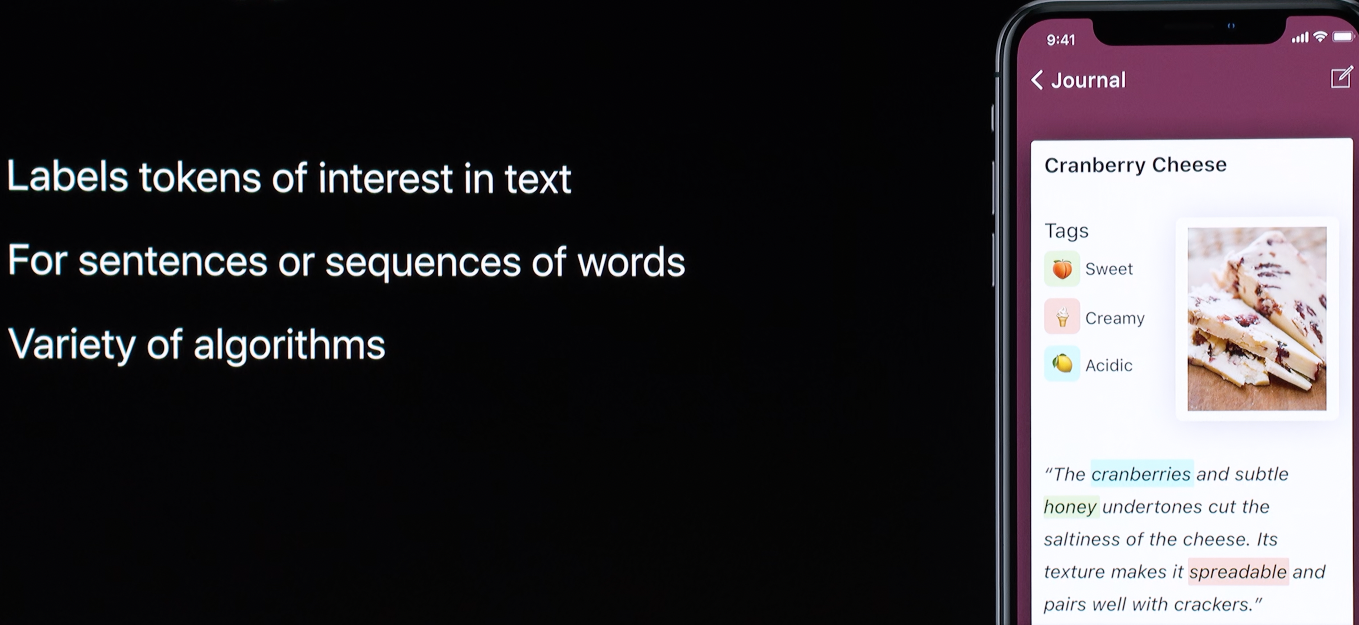 Labels tokens of interest in text
For sentences or sequences of words
Variety of algorithms
9:41
Journal
Cranberry Cheese
Tags
Sweet
Creamy
Acidic
“The cranberries and subtle
honey undertones cut the
saltiness of the cheese. Its
texture makes it spreadable and
pairs well with crackers.”